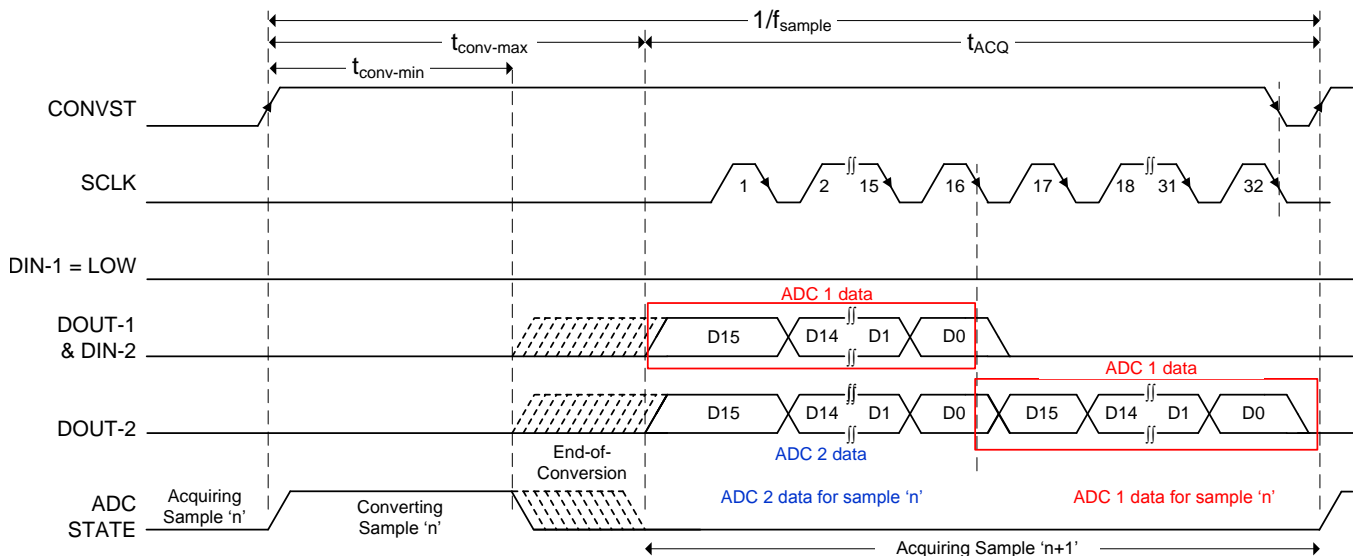 1/fsample
tconv-max
tACQ
tconv-min
CONVST
SCLK
1 2 ∫∫ 15 16 17 18 ∫∫ 31 32
DIN-1 = LOW
ADC 1 data
DOUT-1
& DIN-2
D15 D14 ∫∫ D1 D0
ADC 1 data
DOUT-2
D15 D14 ∫∫ D1 D0 D15 D14 ∫∫ D1 D0
ADC 2 data
End-of-
Conversion
ADC
STATE
Acquiring
Sample ‘n’
Converting
Sample ‘n’
ADC 2 data for sample ‘n’
ADC 1 data for sample ‘n’
Acquiring Sample ‘n+1’